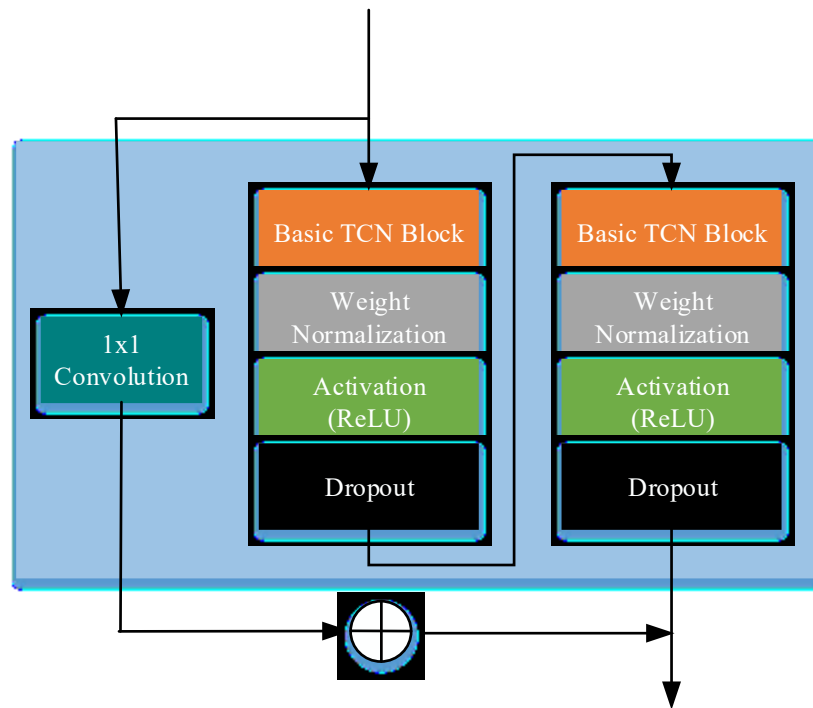 1x1
Convolution
Basic TCN Block
Weight
Normalization
Activation
(ReLU)
Dropout
Basic TCN Block
Weight
Normalization
Activation
(ReLU)
Dropout